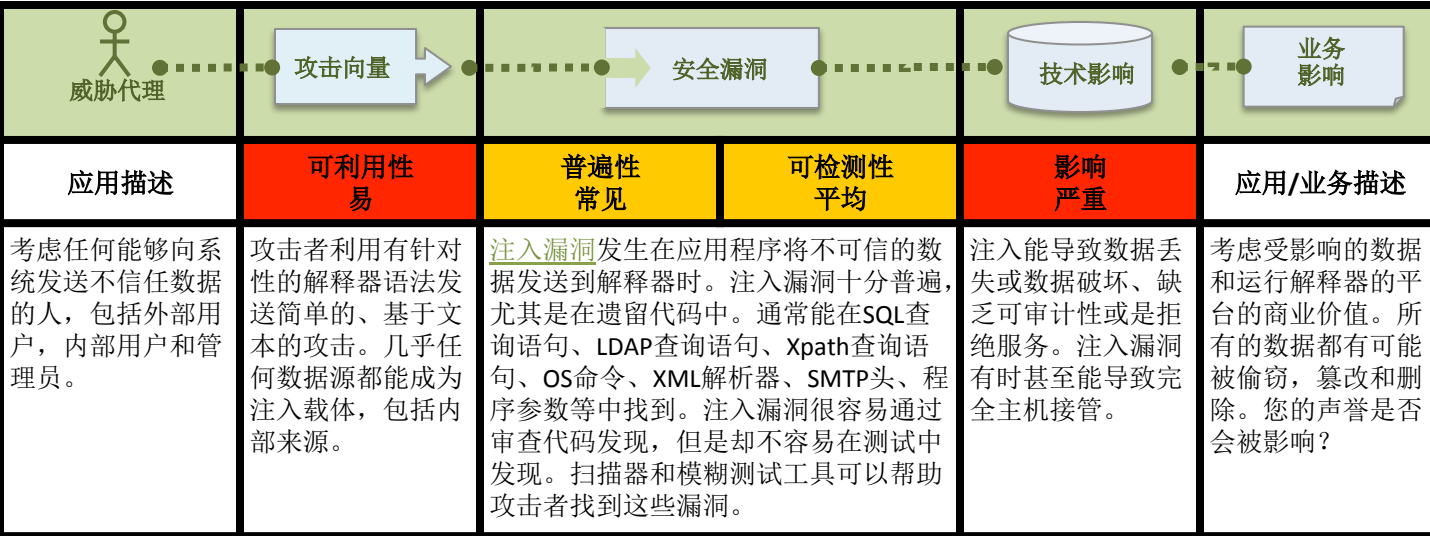 威胁代理
攻击向量
安全漏洞
技术影响
业务
影响
应用描述
可利用性
易
普遍性
常见
可检测性
平均
影响
严重
应用/业务描述
考虑任何能够向系
统发送不信任数据
的人，包括外部用
户，内部用户和管
理员。
攻击者利用有针对
性的解释器语法发
送简单的、基于文
本的攻击。几乎任
何数据源都能成为
注入载体，包括内
部来源。
注入漏洞发生在应用程序将不可信的数
据发送到解释器时。注入漏洞十分普遍，
尤其是在遗留代码中。通常能在SQL查
询语句、LDAP查询语句、Xpath查询语
句、OS命令、XML解析器、SMTP头、程
序参数等中找到。注入漏洞很容易通过
审查代码发现，但是却不容易在测试中
发现。扫描器和模糊测试工具可以帮助
攻击者找到这些漏洞。
注入能导致数据丢
失或数据破坏、缺
乏可审计性或是拒
绝服务。注入漏洞
有时甚至能导致完
全主机接管。
考虑受影响的数据
和运行解释器的平
台的商业价值。所
有的数据都有可能
被偷窃，篡改和删
除。您的声誉是否
会被影响？